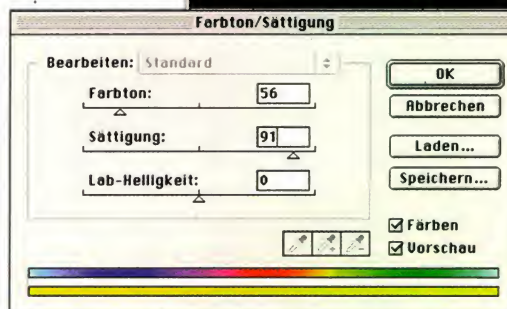 Farbton/Sättigung
Bearbeiten: Standard
OK
Farbton: 56
Abbrechen
Sättigung: 91
Laden...
Lab-Helligkeit: 0
Speichern...
Färben
Vorschau